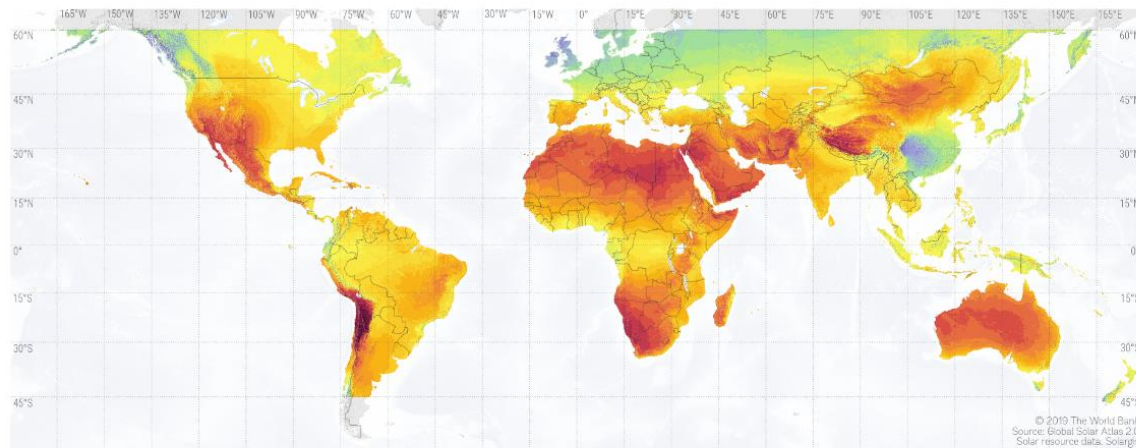 165°W 150°W 135°W 120°W 105°W 90°W 75°W 60°W 45°W 30°W 15°W 0° 15°E 30°E 45°E 60°E 75°E 90°E 105°E 120°E 135°E 155°E
60°N 60°N
45°N 45°N
30°N 30°N
15°N 15°N
0° 0°
15°S 15°S
30°S 30°S
45°S 45°S
© 2019 The World Bank
Source: Global Solar Atlas 2.0
Solar resource data: Solargis